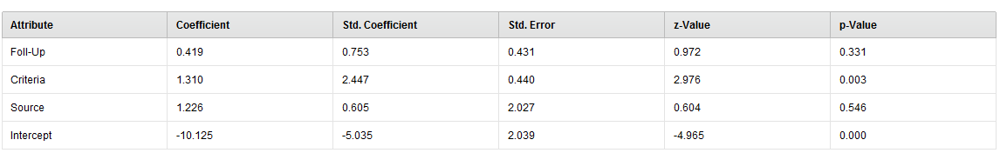 Attribute Coefficient Std. Coefficient Std. Error z-Value p-Value
Foll-Up 0.419 0.753 0.431 0.972 0.331
Criteria 1.310 2.447 0.440 2.976 0.003
Source 1.226 0.605 2.027 0.604 0.546
Intercept -10.125 -5.035 2.039 -4.965 0.000